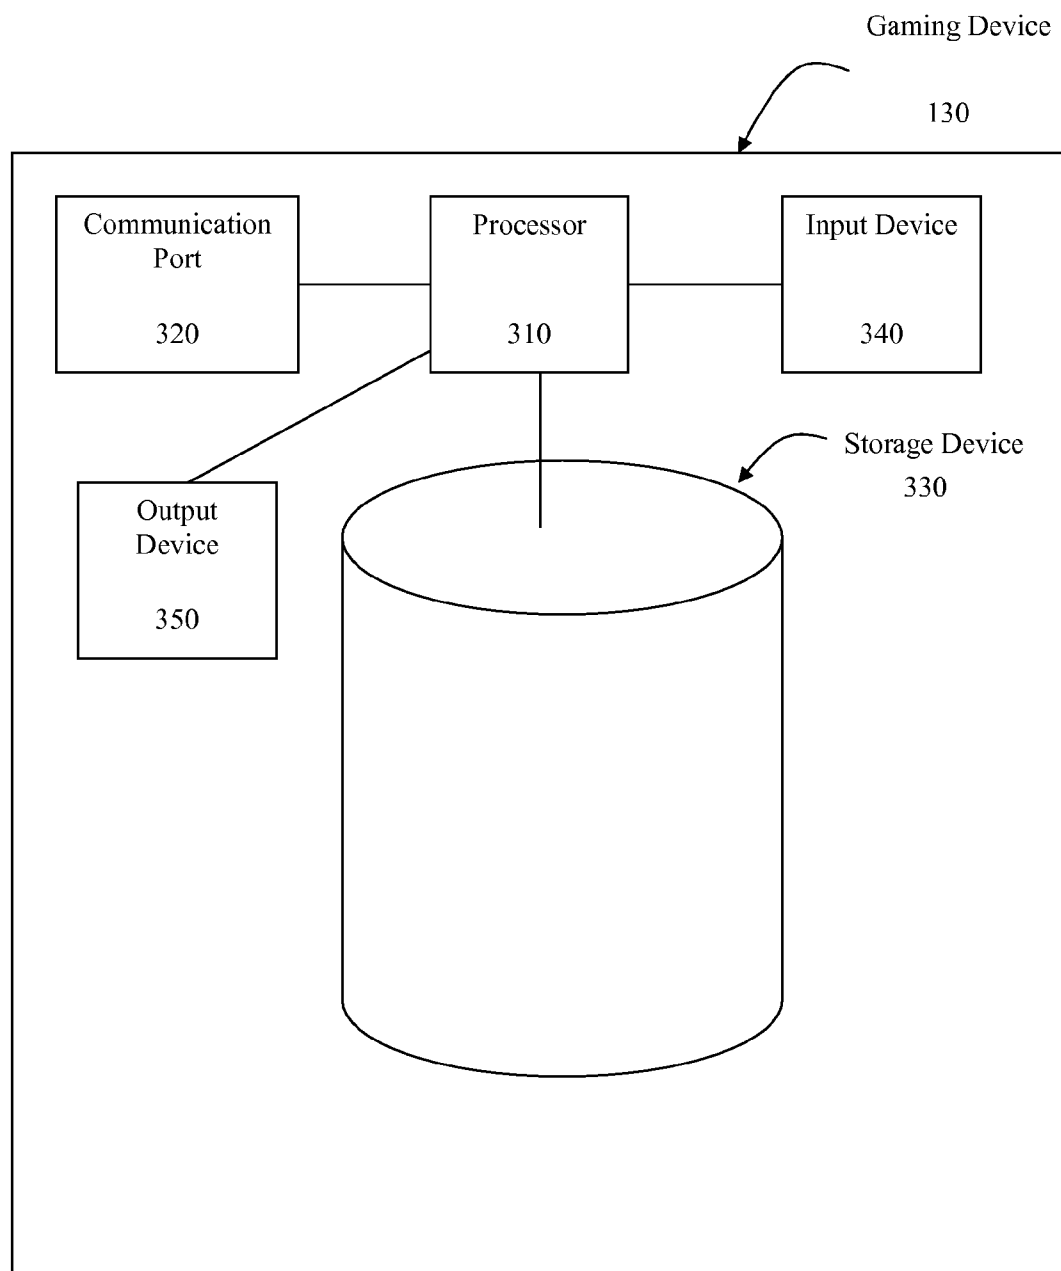 Gaming Device
130
Communication
Port
320
Processor
310
Input Device
340
Storage Device
330
Output
Device
350